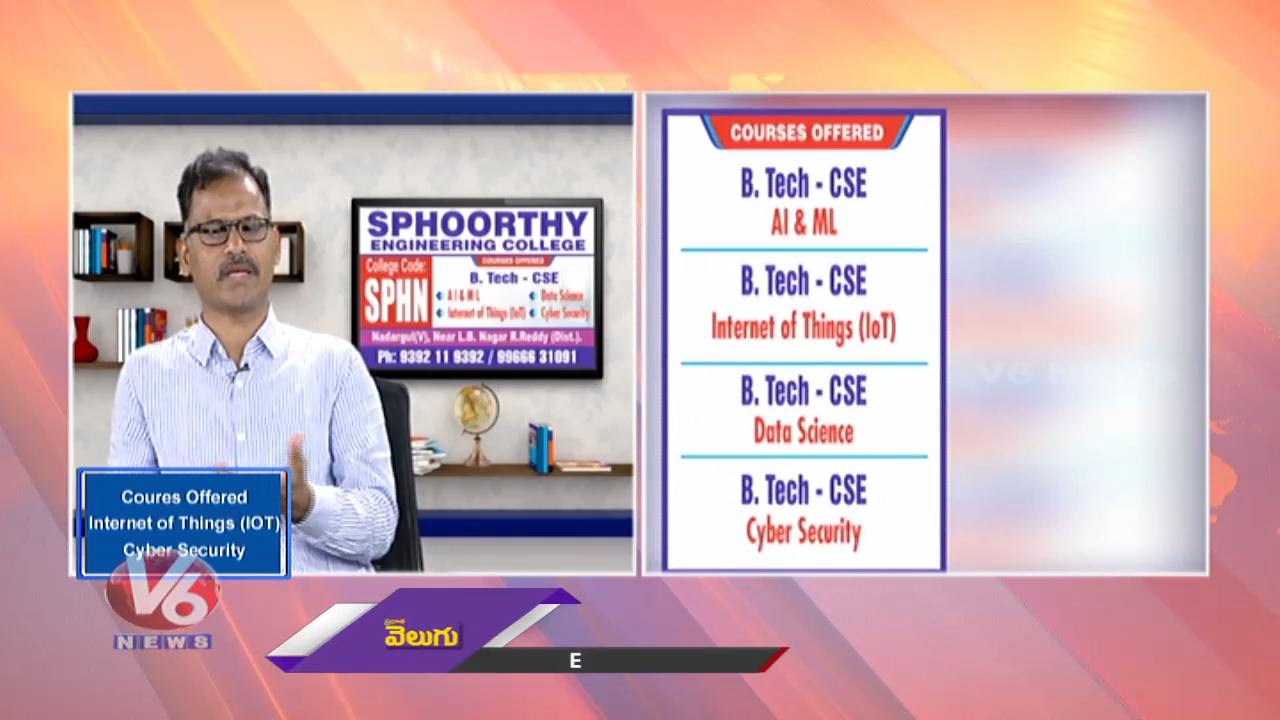 SPHOORTHY
ENGINEERING COLLEGE
College Code:
SPHN
COURSES OFFERED
B. Tech - CSE
AI & ML
Data Science
Internet of Things (IoT)
Cyber Security
Nadargul(V), Near L.B. Nagar R.Reddy (Dist.).
Ph: 9392 11 9392 / 99666 31091
COURSES OFFERED
B. Tech - CSE
AI & ML
B. Tech - CSE
Internet of Things (IoT)
B. Tech - CSE
Data Science
B. Tech - CSE
Cyber Security
V6 NEWS
Coures Offered
Internet of Things (IOT)
Cyber Security
V6
NEWS
వెలుగు
E